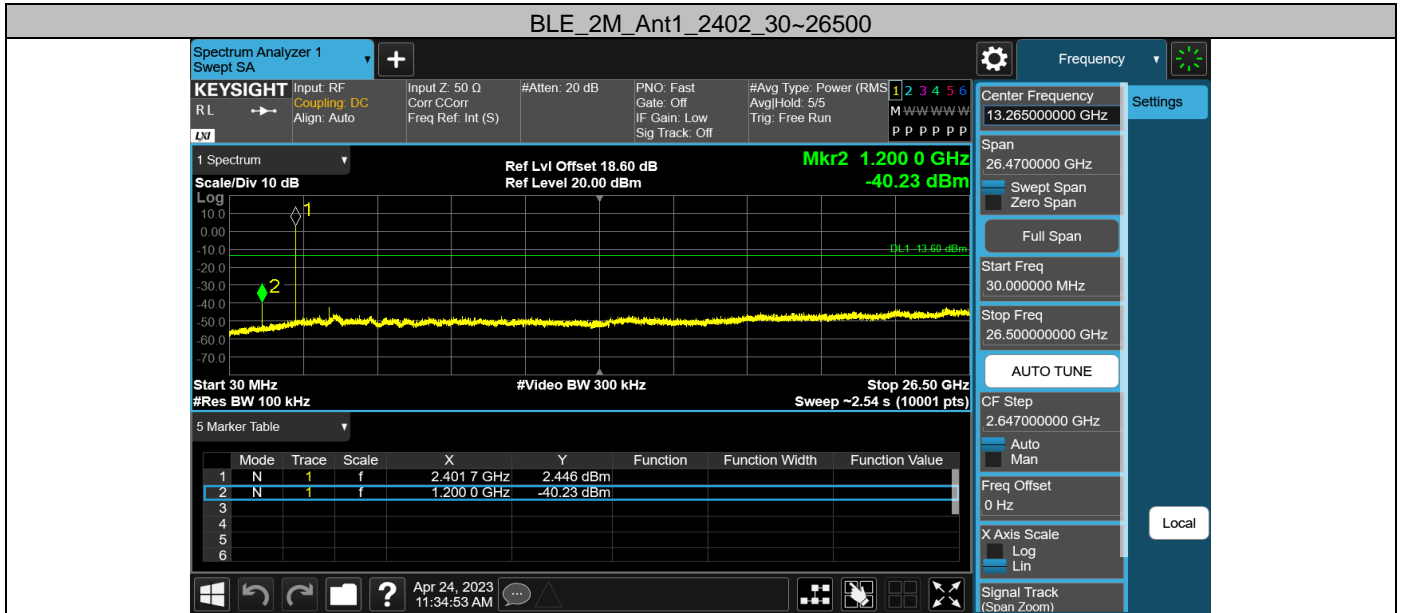 BLE_2M_Ant1_2402_30~26500
Spectrum Analyzer 1
Swept SA
Frequency
KEYSIGHT
RL
LXI
Input: RF
Coupling: DC
Align: Auto
Input Z: 50 Ω
Corr CCorr
Freq Ref: Int (S)
#Atten: 20 dB
PNO: Fast
Gate: Off
IF Gain: Low
Sig Track: Off
#Avg Type: Power (RMS
Avg|Hold: 5/5
Trig: Free Run
1 2 3 4 5 6
M W W W W W
P P P P P P
1 Spectrum
Scale/Div 10 dB
Ref Lvl Offset 18.60 dB
Ref Level 20.00 dBm
Mkr2 1.200 0 GHz
-40.23 dBm
Log
10.0
0.00
-10.0
-20.0
-30.0
-40.0
-50.0
-60.0
-70.0
1
2
DL1 -13.60 dBm
Start 30 MHz
#Res BW 100 kHz
#Video BW 300 kHz
Stop 26.50 GHz
Sweep ~2.54 s (10001 pts)
5 Marker Table
Mode Trace Scale X Y Function Function Width Function Value
1 N 1 f 2.401 7 GHz 2.446 dBm
2 N 1 f 1.200 0 GHz -40.23 dBm
3
4
5
6
Apr 24, 2023
11:34:53 AM
Center Frequency
13.265000000 GHz
Settings
Span
26.4700000 GHz
Swept Span
Zero Span
Full Span
Start Freq
30.000000 MHz
Stop Freq
26.500000000 GHz
AUTO TUNE
CF Step
2.647000000 GHz
Auto
Man
Freq Offset
0 Hz
X Axis Scale
Log
Lin
Signal Track
(Span Zoom)
Local